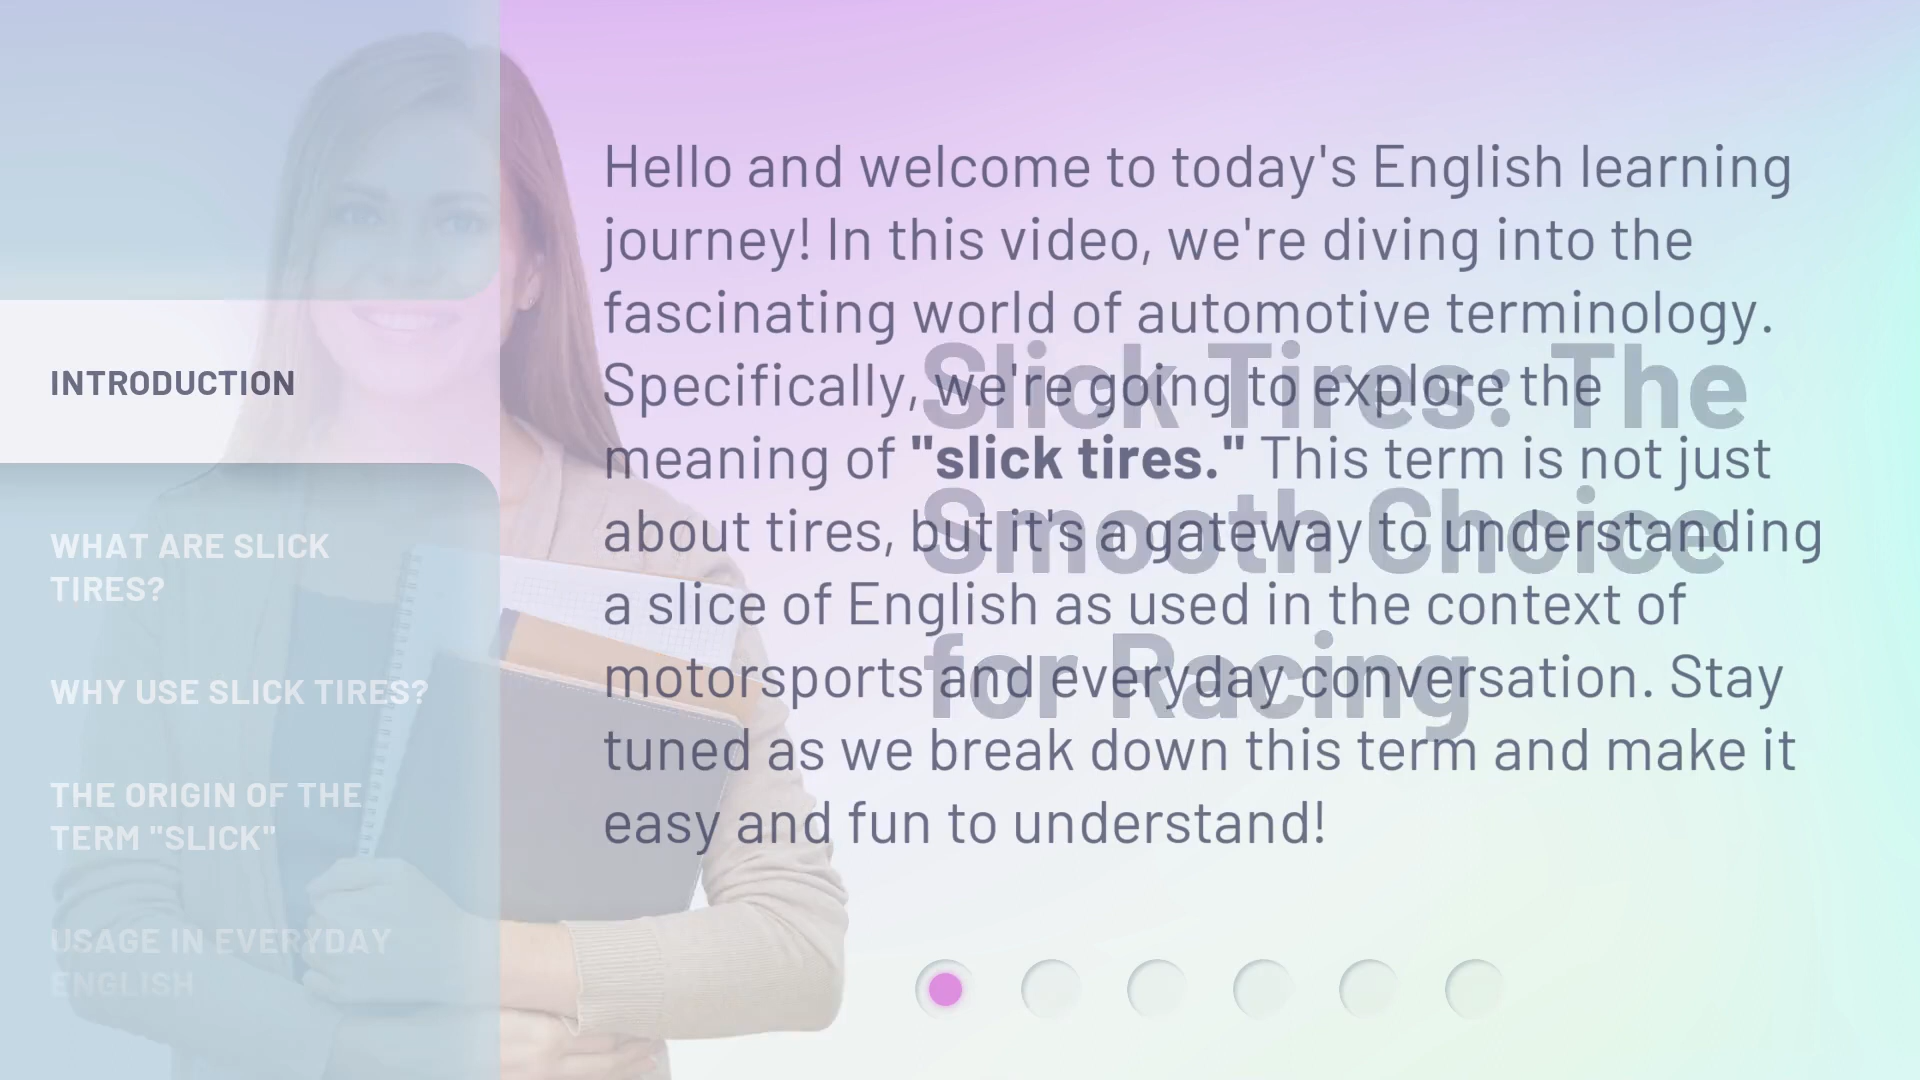 INTRODUCTION
WHAT ARE SLICK
TIRES?
WHY USE SLICK TIRES?
THE ORIGIN OF THE
TERM "SLICK"
USAGE IN EVERYDAY
ENGLISH
Hello and welcome to today's English learning
journey! In this video, we're diving into the
fascinating world of automotive terminology.
Specifically, we're going to explore the
meaning of "slick tires." This term is not just
about tires, but it's a gateway to understanding
a slice of English as used in the context of
motorsports and everyday conversation. Stay
tuned as we break down this term and make it
easy and fun to understand!
Slick Tires: The
Smooth Choice
for Racing